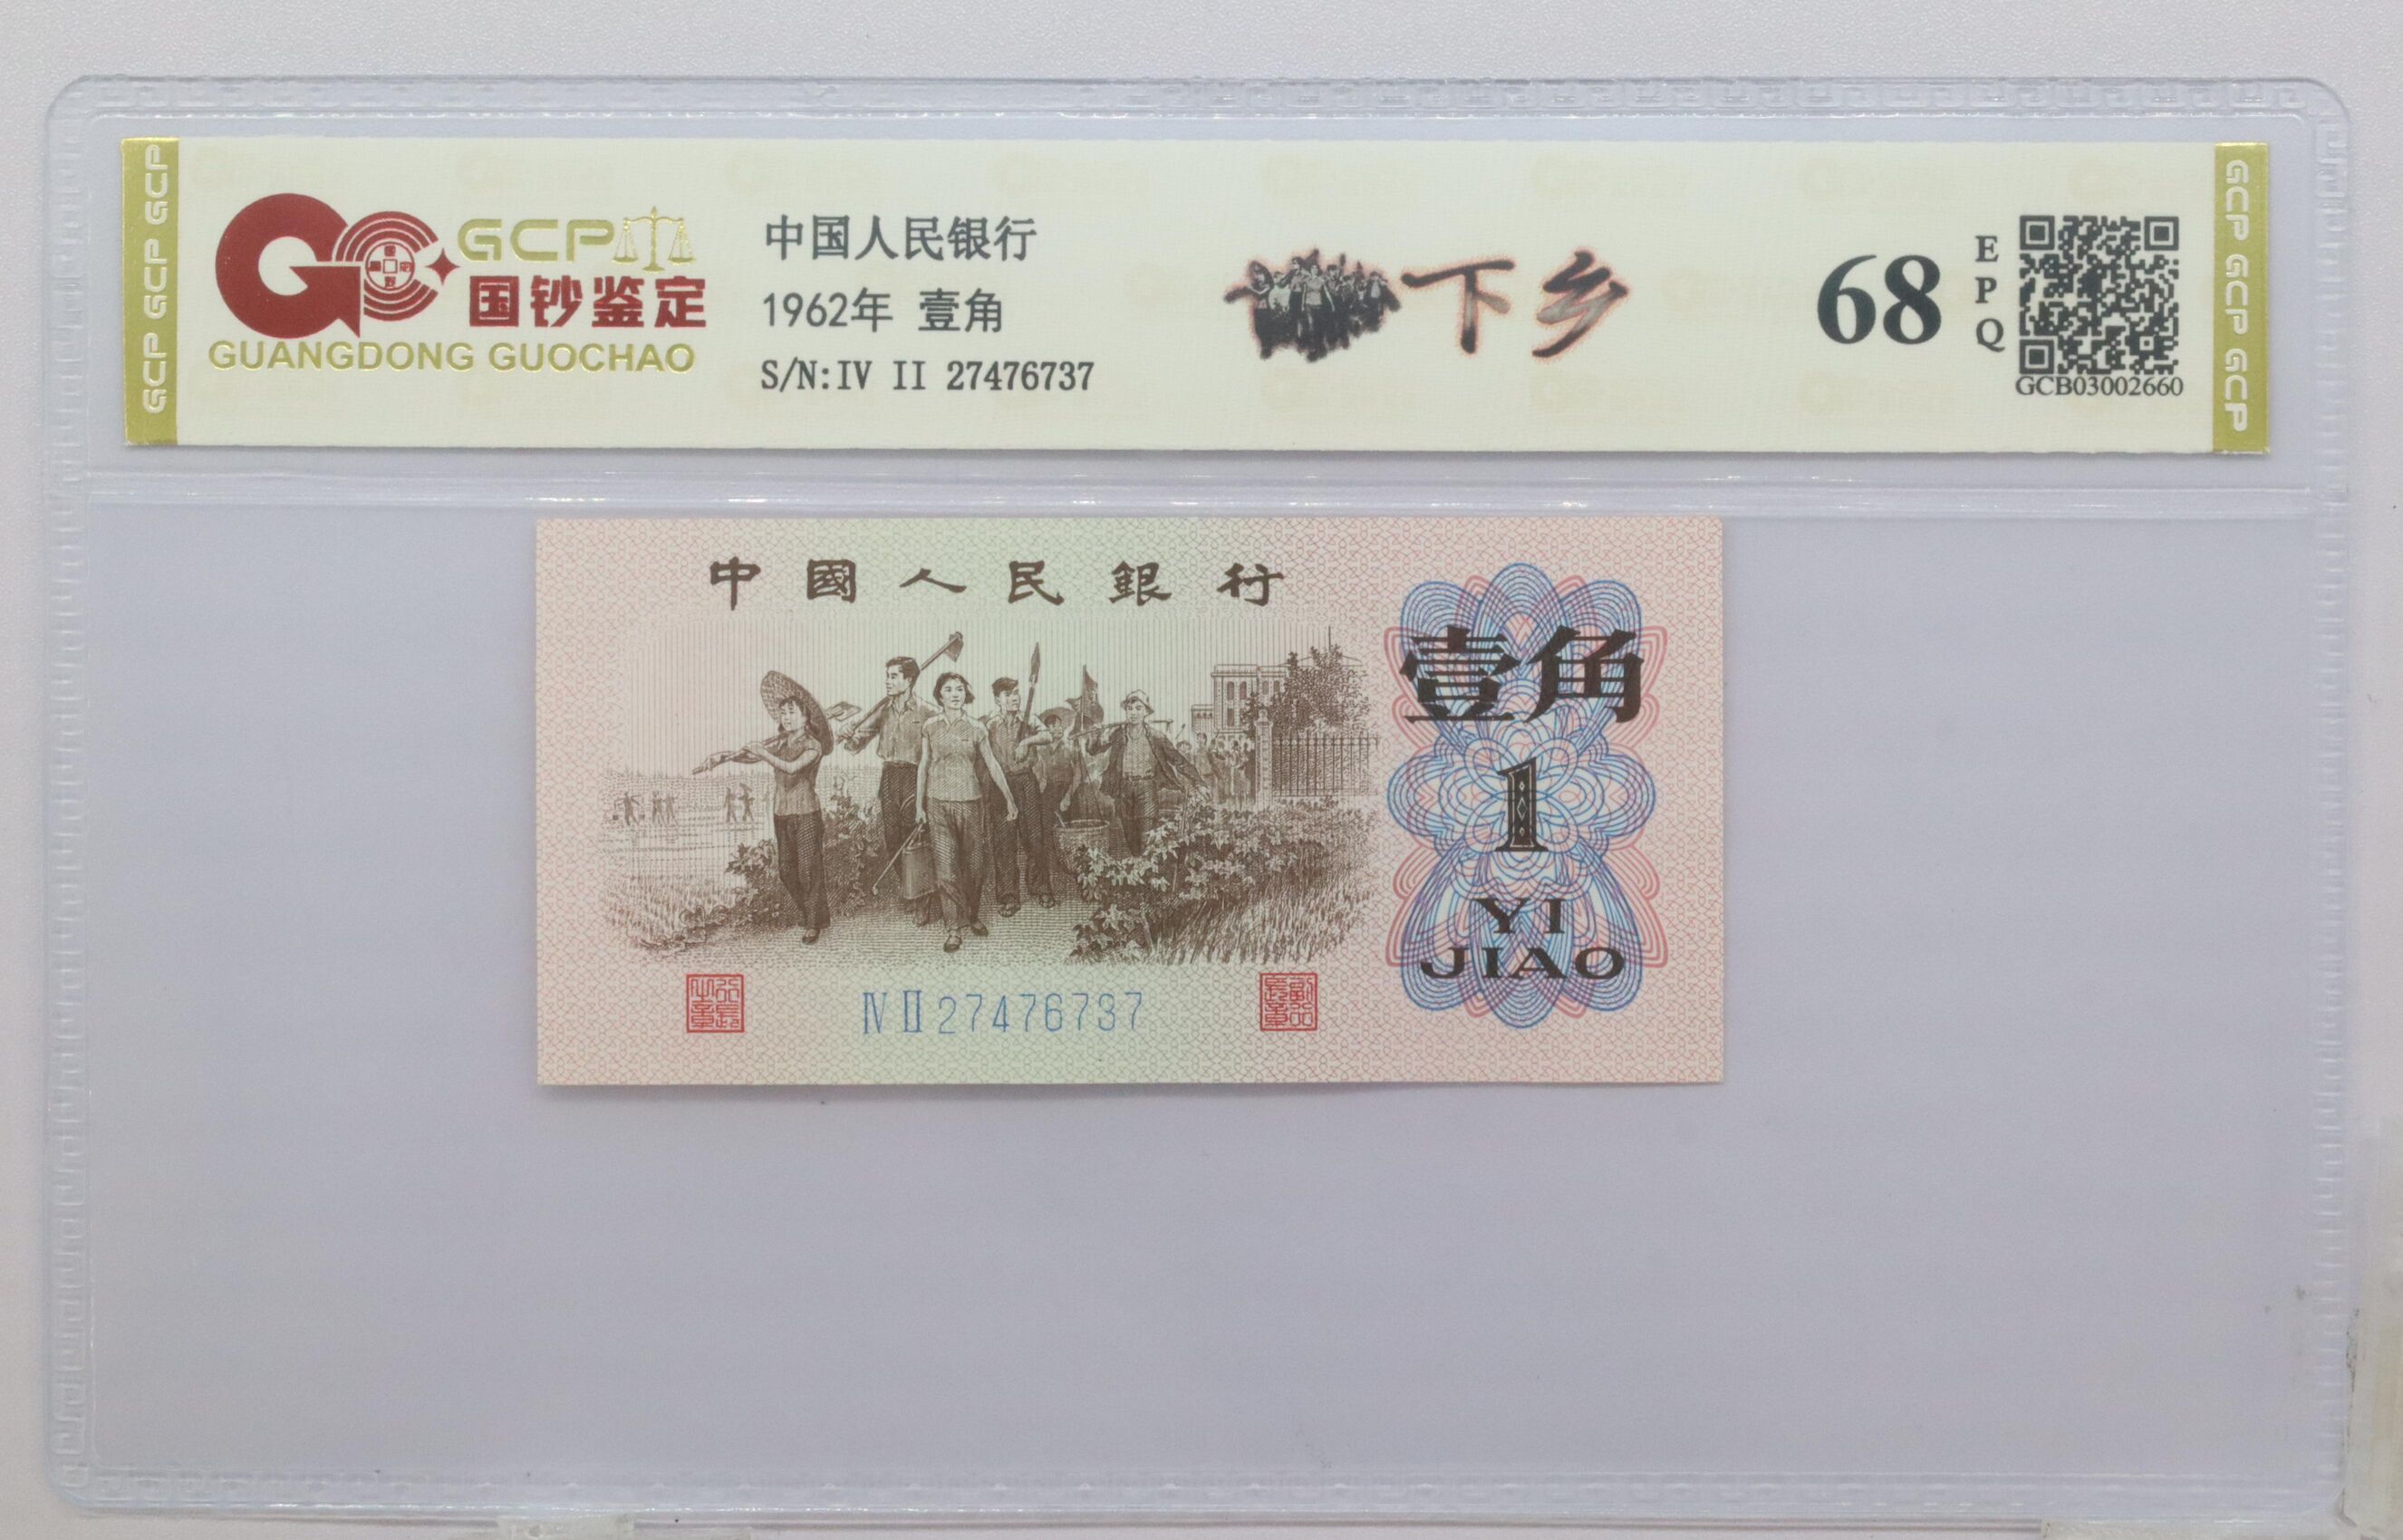 GCP GCP GCP
GCP
国钞鉴定
GUANGDONG GUOCHAO
中国人民银行
1962年 壹角
S/N:IV II 27476737
下乡
68
EPQ
GCB03002660
GCP GCP GCP
中國人民銀行
壹角
1
YI
JIAO
Ⅳ Ⅱ 27476737